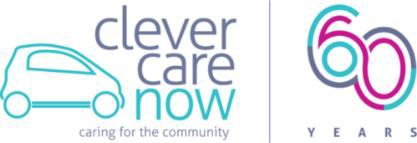 clever
care
now
caring for the community
60
YEARS